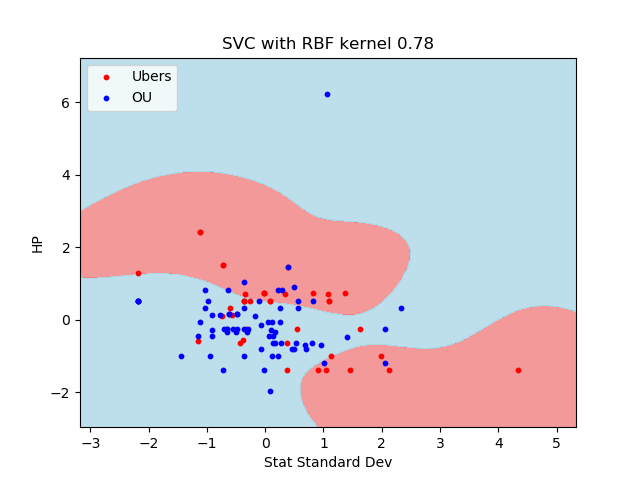 SVC with RBF kernel 0.78
Ubers
OU
HP
6
4
2
0
−2
−3 −2 −1 0 1 2 3 4 5
Stat Standard Dev